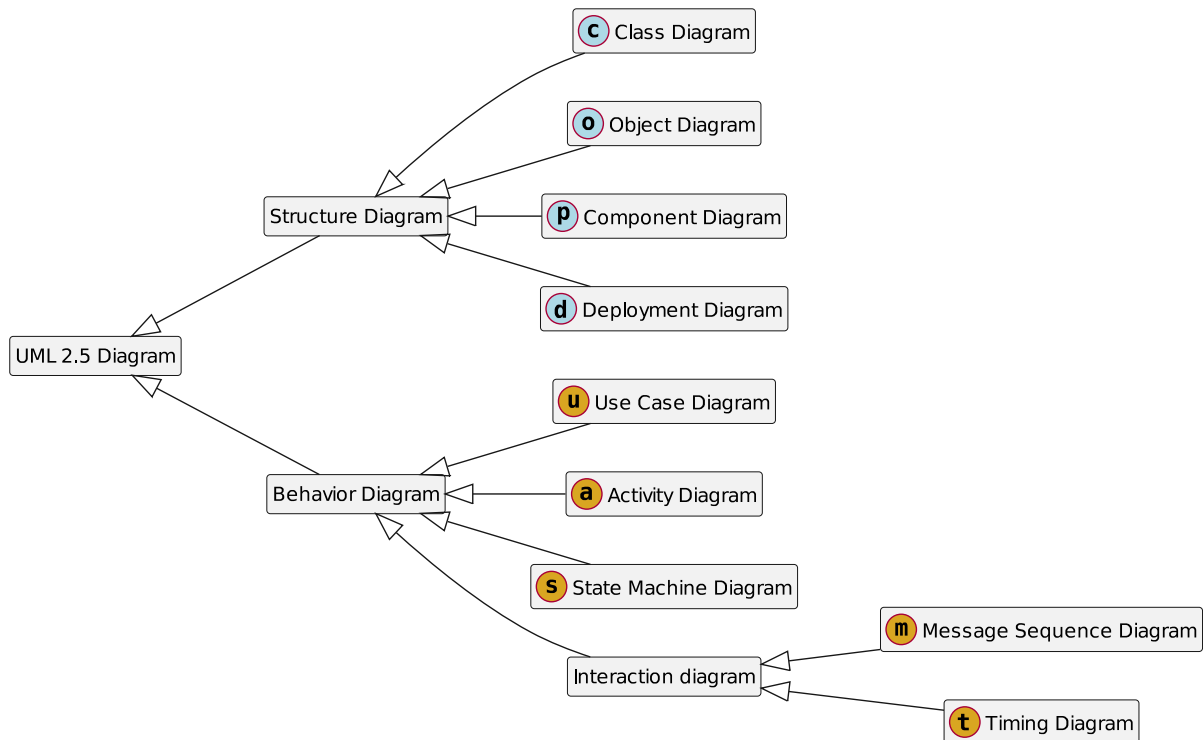 c Class Diagram
o Object Diagram
p Component Diagram
Structure Diagram
d Deployment Diagram
UML 2.5 Diagram
u Use Case Diagram
a Activity Diagram
Behavior Diagram
s State Machine Diagram
m Message Sequence Diagram
Interaction diagram
t Timing Diagram